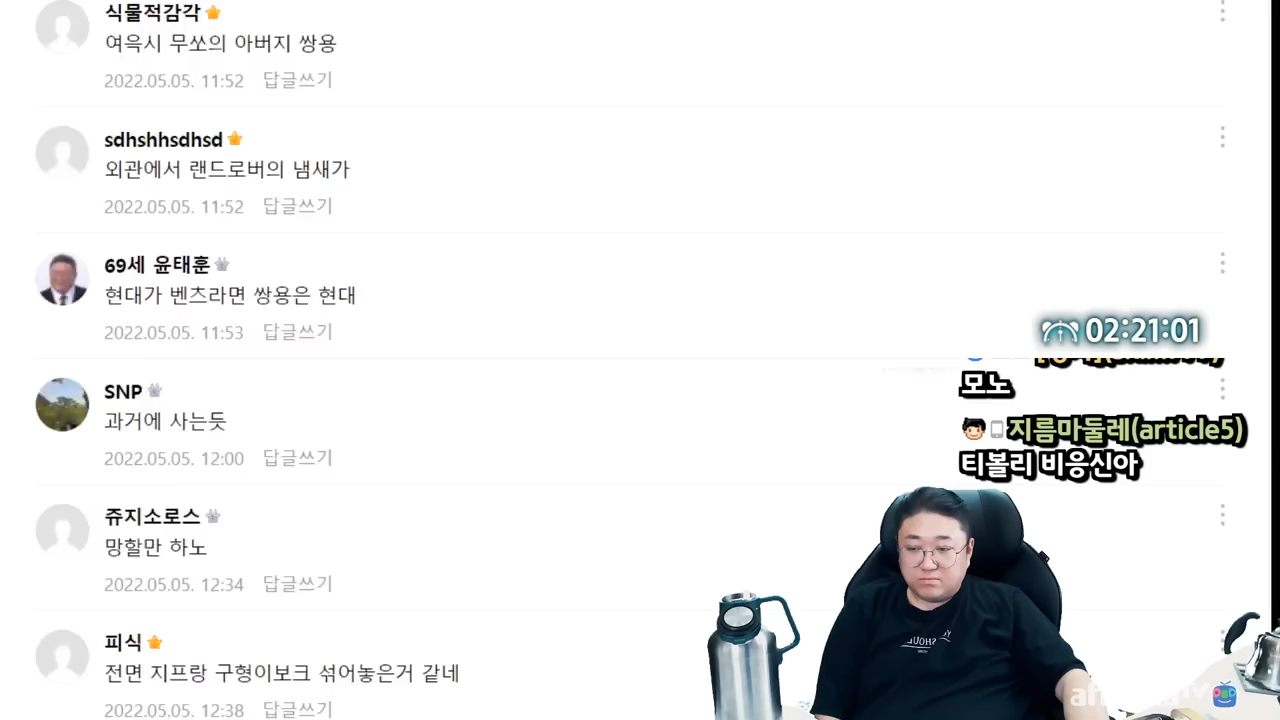 식물적감각
여윽시 무쏘의 아버지 쌍용
2022.05.05. 11:52 답글쓰기
sdhshhsdhsd
외관에서 랜드로버의 냄새가
2022.05.05. 11:52 답글쓰기
69세 윤태훈
현대가 벤츠라면 쌍용은 현대
2022.05.05. 11:53 답글쓰기
02:21:01
모노
SNP
과거에 사는듯
2022.05.05. 12:00 답글쓰기
지름마둘레(article5)
티볼리 비응신아
쥬지소로스
망할만 하노
2022.05.05. 12:34 답글쓰기
피식
전면 지프랑 구형이보크 섞어놓은거 같네
2022.05.05. 12:38 답글쓰기